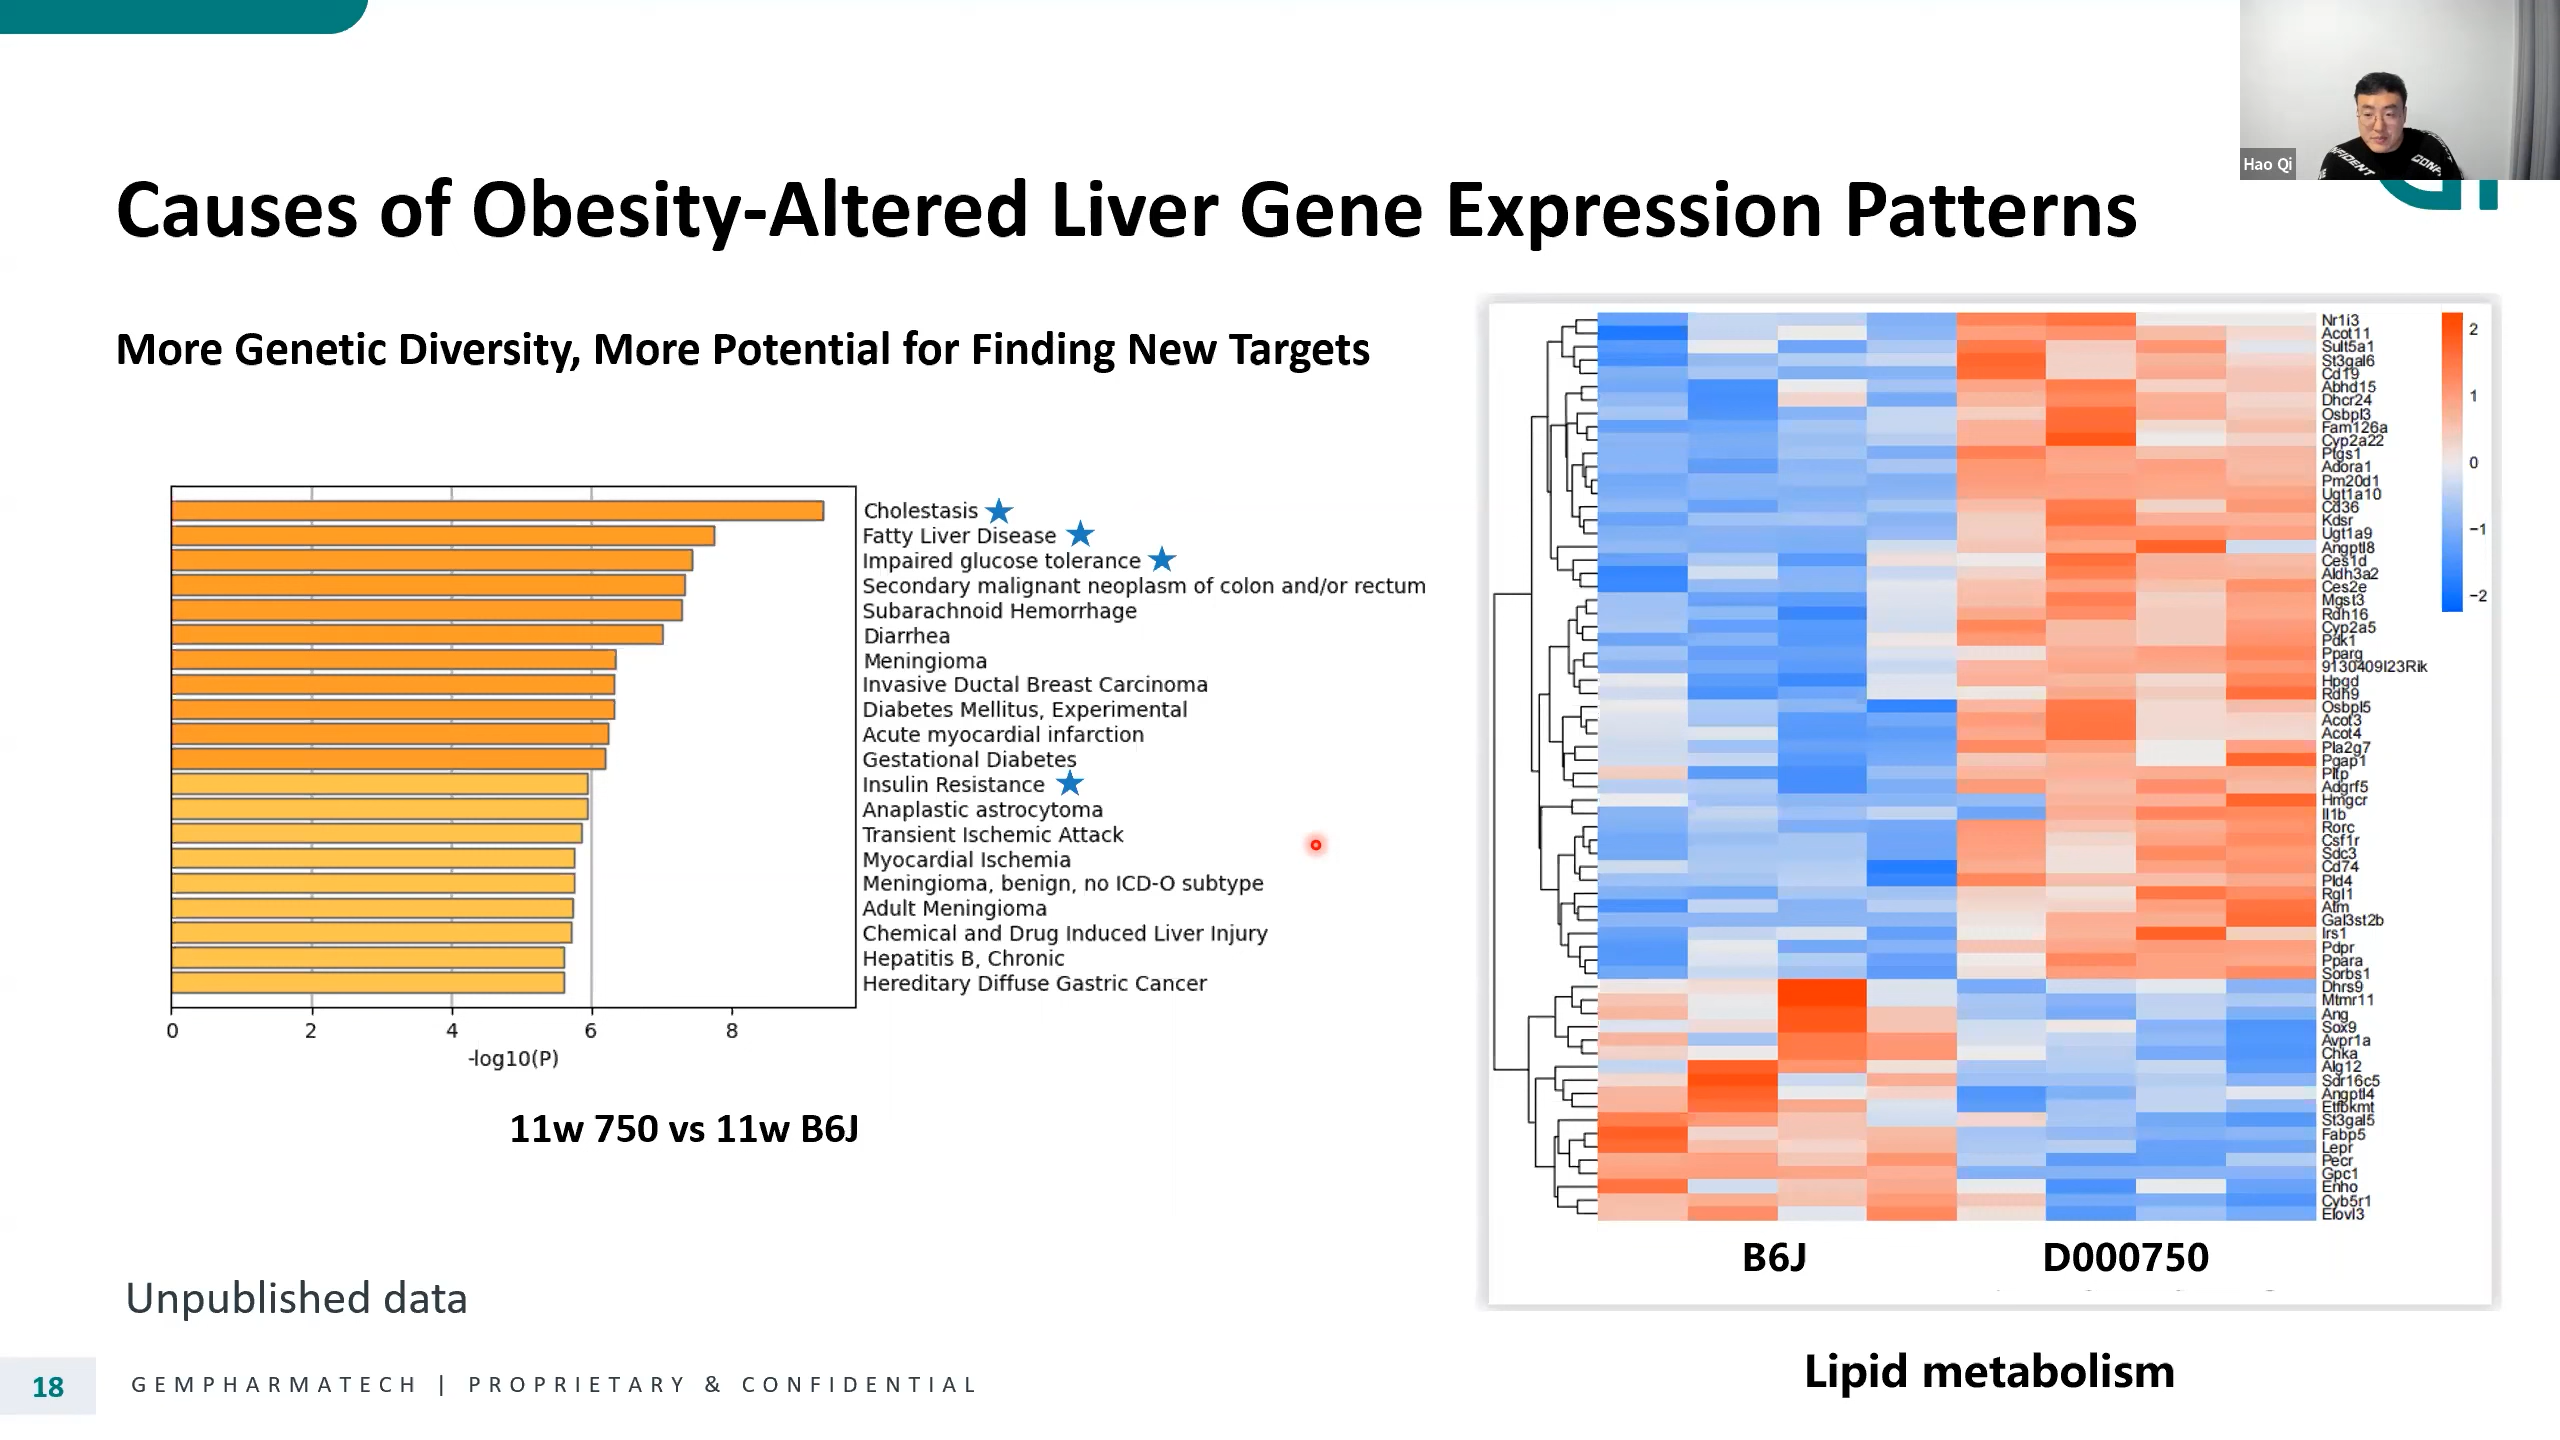 Hao Qi
Causes of Obesity-Altered Liver Gene Expression Patterns
More Genetic Diversity, More Potential for Finding New Targets
Cholestasis
Fatty Liver Disease
Impaired glucose tolerance
Secondary malignant neoplasm of colon and/or rectum
Subarachnoid Hemorrhage
Diarrhea
Meningioma
Invasive Ductal Breast Carcinoma
Diabetes Mellitus, Experimental
Acute myocardial infarction
Gestational Diabetes
Insulin Resistance
Anaplastic astrocytoma
Transient Ischemic Attack
Myocardial Ischemia
Meningioma, benign, no ICD-O subtype
Adult Meningioma
Chemical and Drug Induced Liver Injury
Hepatitis B, Chronic
Hereditary Diffuse Gastric Cancer
0 2 4 6 8
-log10(P)
11w 750 vs 11w B6J
Nr1i3
Acot11
Sult5a1
St3gal6
Cd19
Abhd15
Dhcr24
Osbpl3
Fam126a
Cyp2a22
Ptgs1
Adora1
Pm20d1
Ugt1a10
Cd36
Kdsr
Ugt1a9
Angptl8
Ces1d
Aldh3a2
Ces2e
Mgst3
Rdh16
Cyp2a5
Pdk1
Pparg
9130409I23Rik
Hpgd
Rdh9
Osbpl5
Acot3
Acot4
Pla2g7
Pgap1
Pltp
Adgrf5
Hmgcr
Il1b
Rorc
Csf1r
Sdc3
Cd74
Pld4
Rgl1
Atm
Gal3st2b
Irs1
Pdpr
Ppara
Sorbs1
Dhrs9
Mtmr11
Ang
Sox9
Avpr1a
Chka
Alg12
Sdr16c5
Angptl4
Etfbkmt
St3gal5
Fabp5
Lepr
Pecr
Gpc1
Enho
Cyb5r1
Elovl3
2
1
0
−1
−2
B6J D000750
Lipid metabolism
Unpublished data
18
GEMPHARMATECH | PROPRIETARY & CONFIDENTIAL